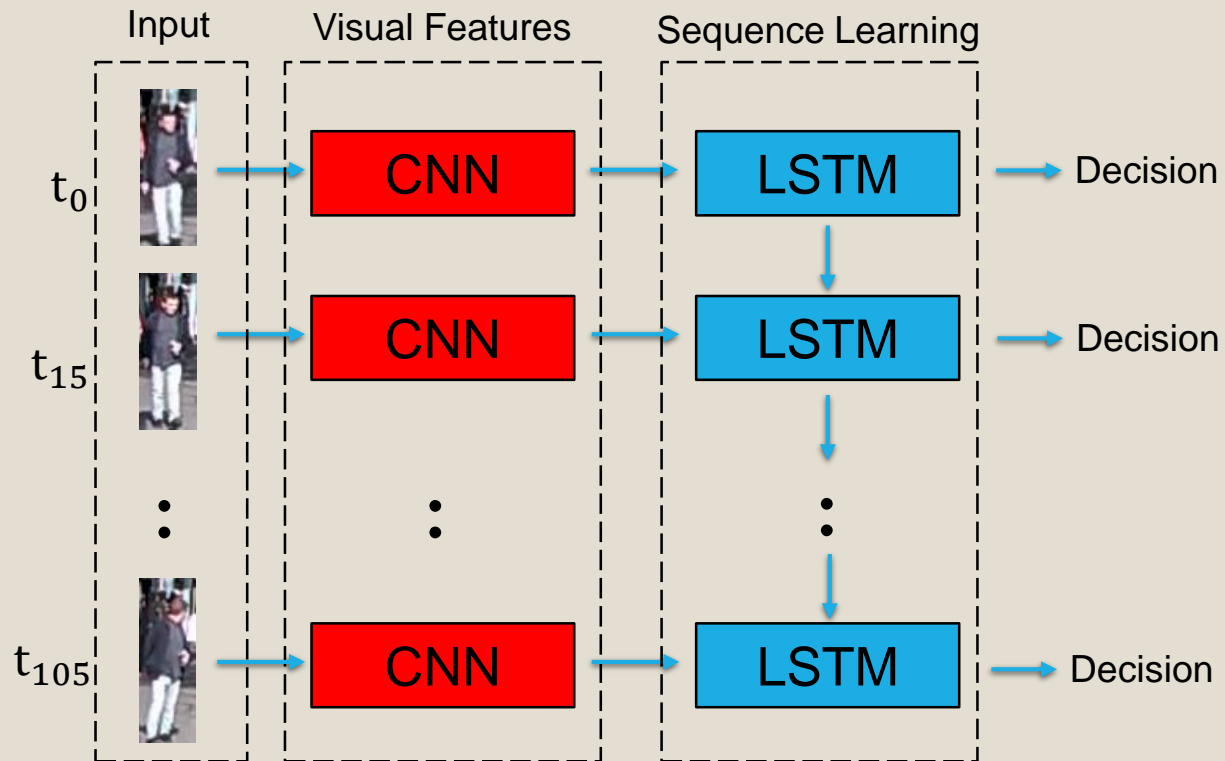 Input Visual Features Sequence Learning
t₀ CNN LSTM Decision
t₁₅ CNN LSTM Decision
t₁₀₅ CNN LSTM Decision